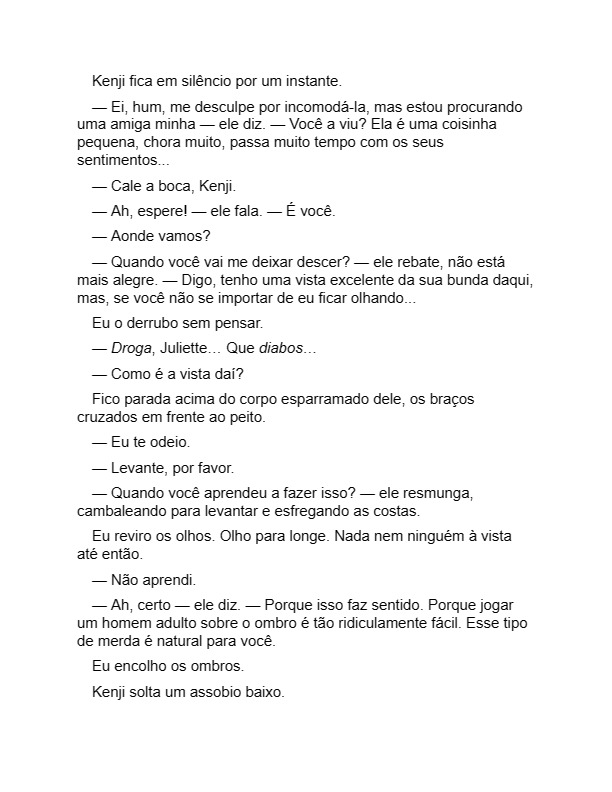 Kenji fica em silêncio por um instante.
— Ei, hum, me desculpe por incomodá-la, mas estou procurando
uma amiga minha — ele diz. — Você a viu? Ela é uma coisinha
pequena, chora muito, passa muito tempo com os seus
sentimentos...
— Cale a boca, Kenji.
— Ah, espere! — ele fala. — É você.
— Aonde vamos?
— Quando você vai me deixar descer? — ele rebate, não está
mais alegre. — Digo, tenho uma vista excelente da sua bunda daqui,
mas, se você não se importar de eu ficar olhando...
Eu o derrubo sem pensar.
— Droga, Juliette… Que diabos…
— Como é a vista daí?
Fico parada acima do corpo esparramado dele, os braços
cruzados em frente ao peito.
— Eu te odeio.
— Levante, por favor.
— Quando você aprendeu a fazer isso? — ele resmunga,
cambaleando para levantar e esfregando as costas.
Eu reviro os olhos. Olho para longe. Nada nem ninguém à vista
até então.
— Não aprendi.
— Ah, certo — ele diz. — Porque isso faz sentido. Porque jogar
um homem adulto sobre o ombro é tão ridiculamente fácil. Esse tipo
de merda é natural para você.
Eu encolho os ombros.
Kenji solta um assobio baixo.